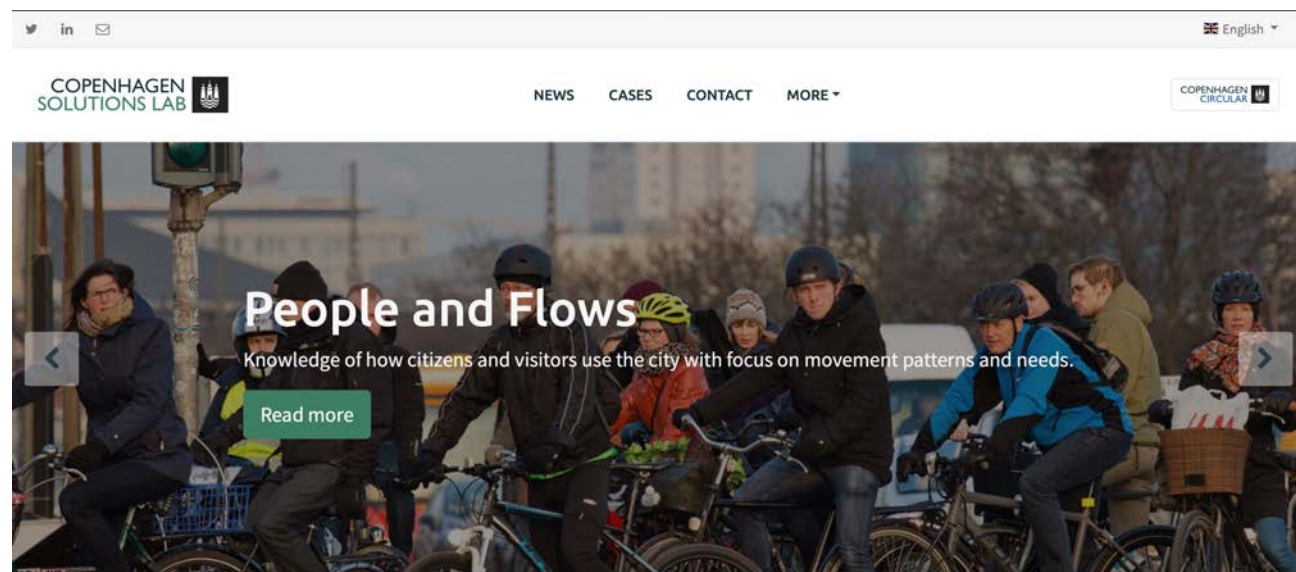 in
English
COPENHAGEN
SOLUTIONS LAB
NEWS CASES CONTACT MORE
COPENHAGEN
CIRCULAR
People and Flows
Knowledge of how citizens and visitors use the city with focus on movement patterns and needs.
Read more